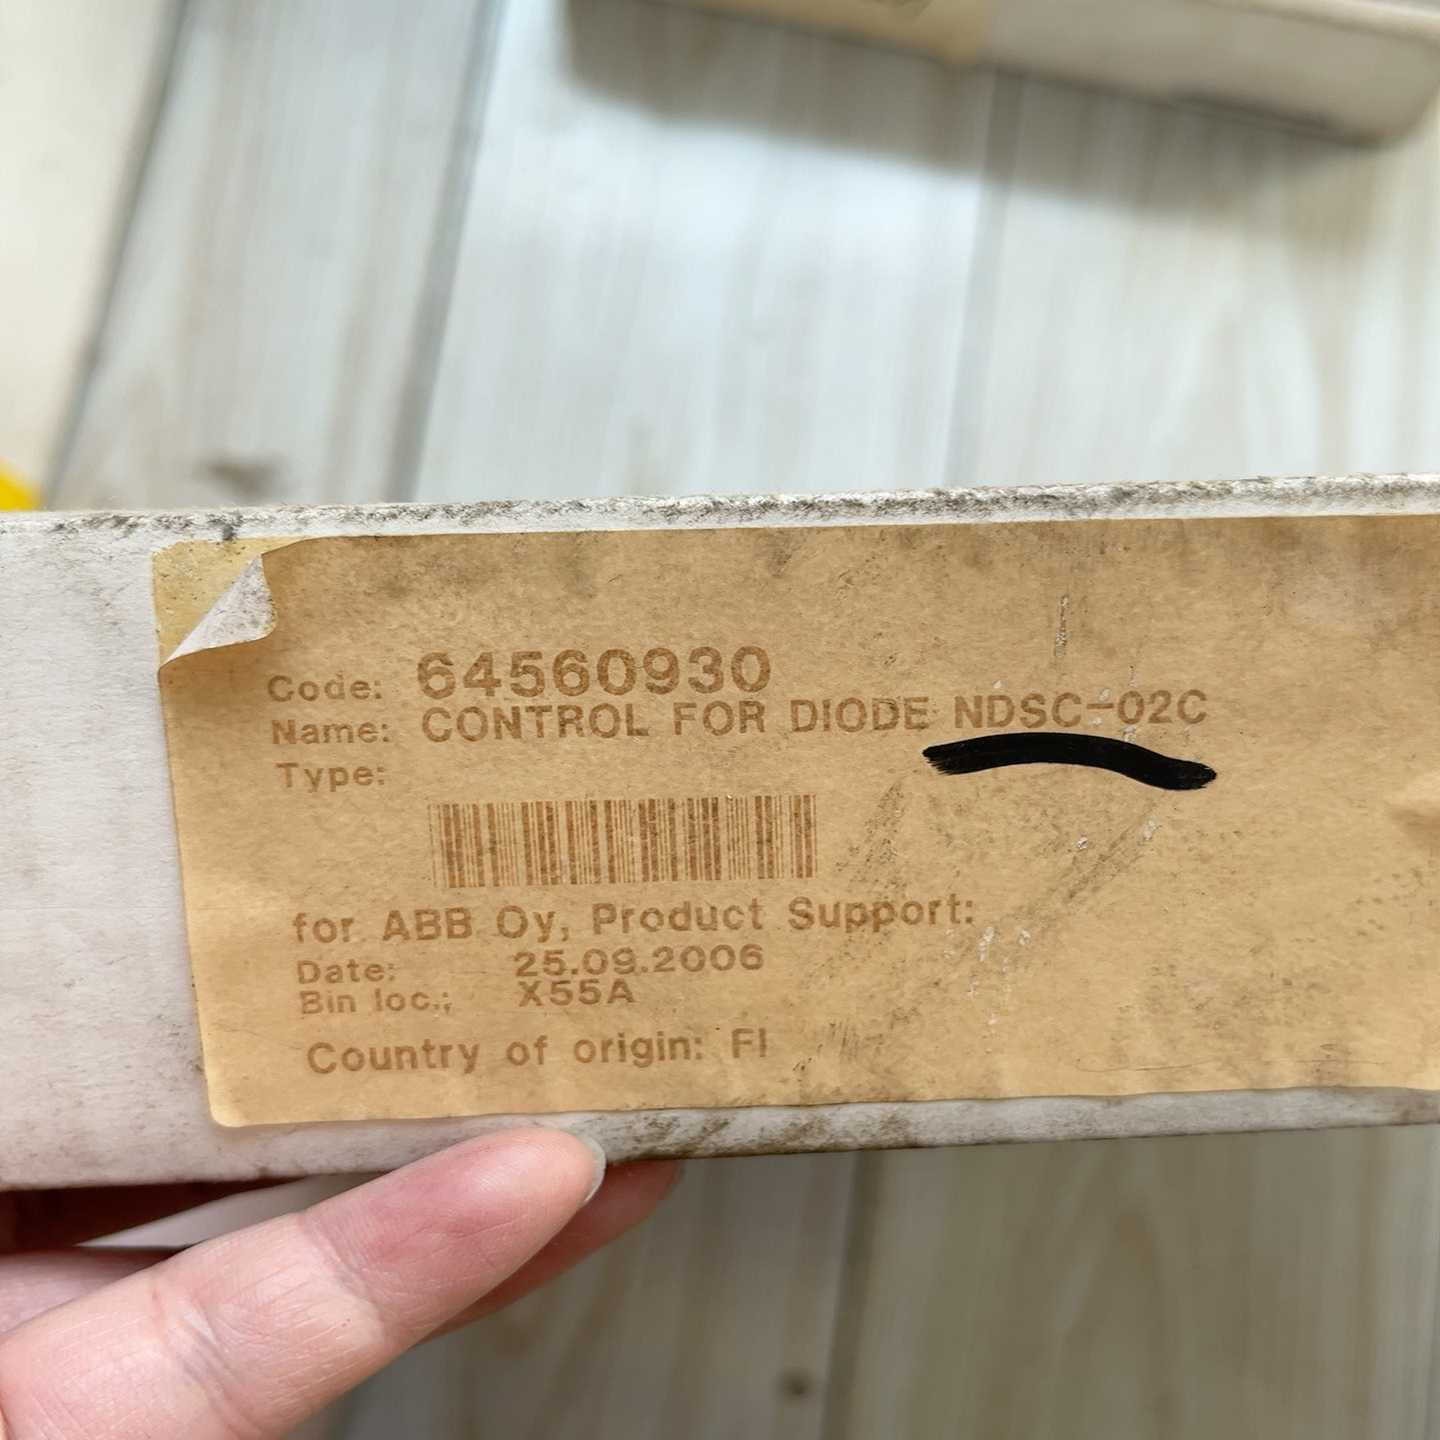 Code: 64560930
Name: CONTROL FOR DIODE NDSC-02C
Type:
for ABB Oy, Product Support:
Date: 25.09.2006
Bin loc.: X55A
Country of origin: FI